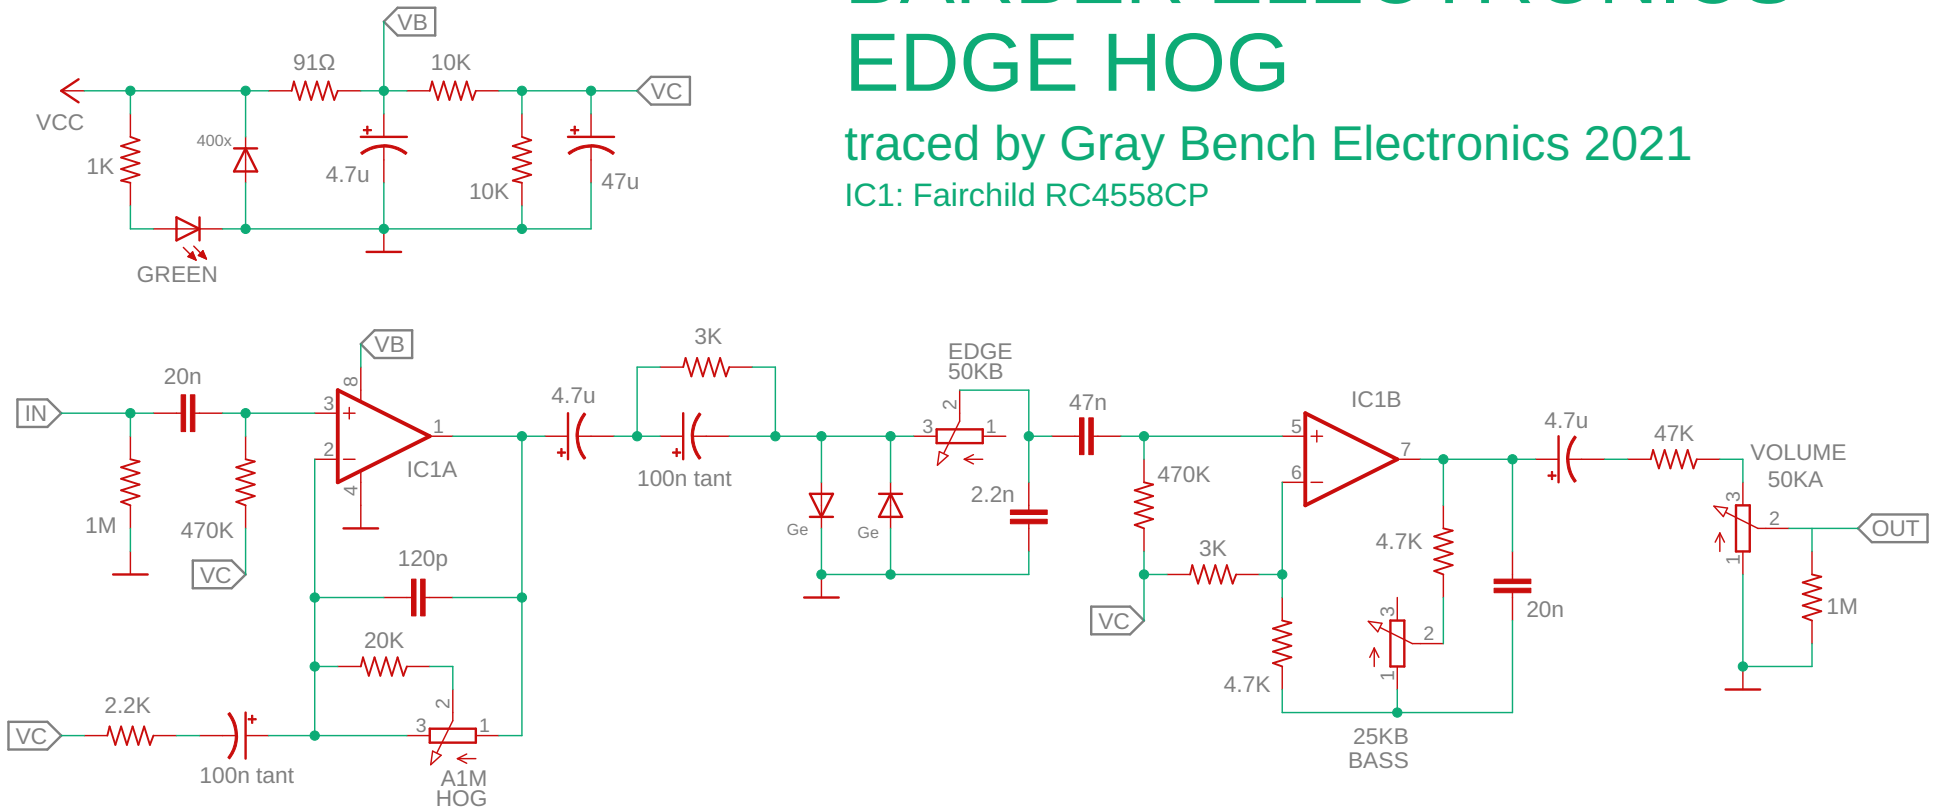 BARBER ELECTRONICS
EDGE HOG
traced by Gray Bench Electronics 2021
IC1: Fairchild RC4558CP
VB
91Ω
10K
VC
VCC
400x
1K
4.7u
10K
47u
GREEN
VB
3K
EDGE
50KB
20n
8
4.7u
2
47n
IC1B
4.7u
47K
IN
3
1
3
1
5
7
VOLUME
50KA
2
IC1A
100n tant
470K
6
3
4
2.2n
2
OUT
1M
470K
Ge
Ge
4.7K
1
VC
120p
3K
3
20n
1M
VC
2
20K
4.7K
1
2.2K
2
VC
3
1
25KB
BASS
100n tant
A1M
HOG